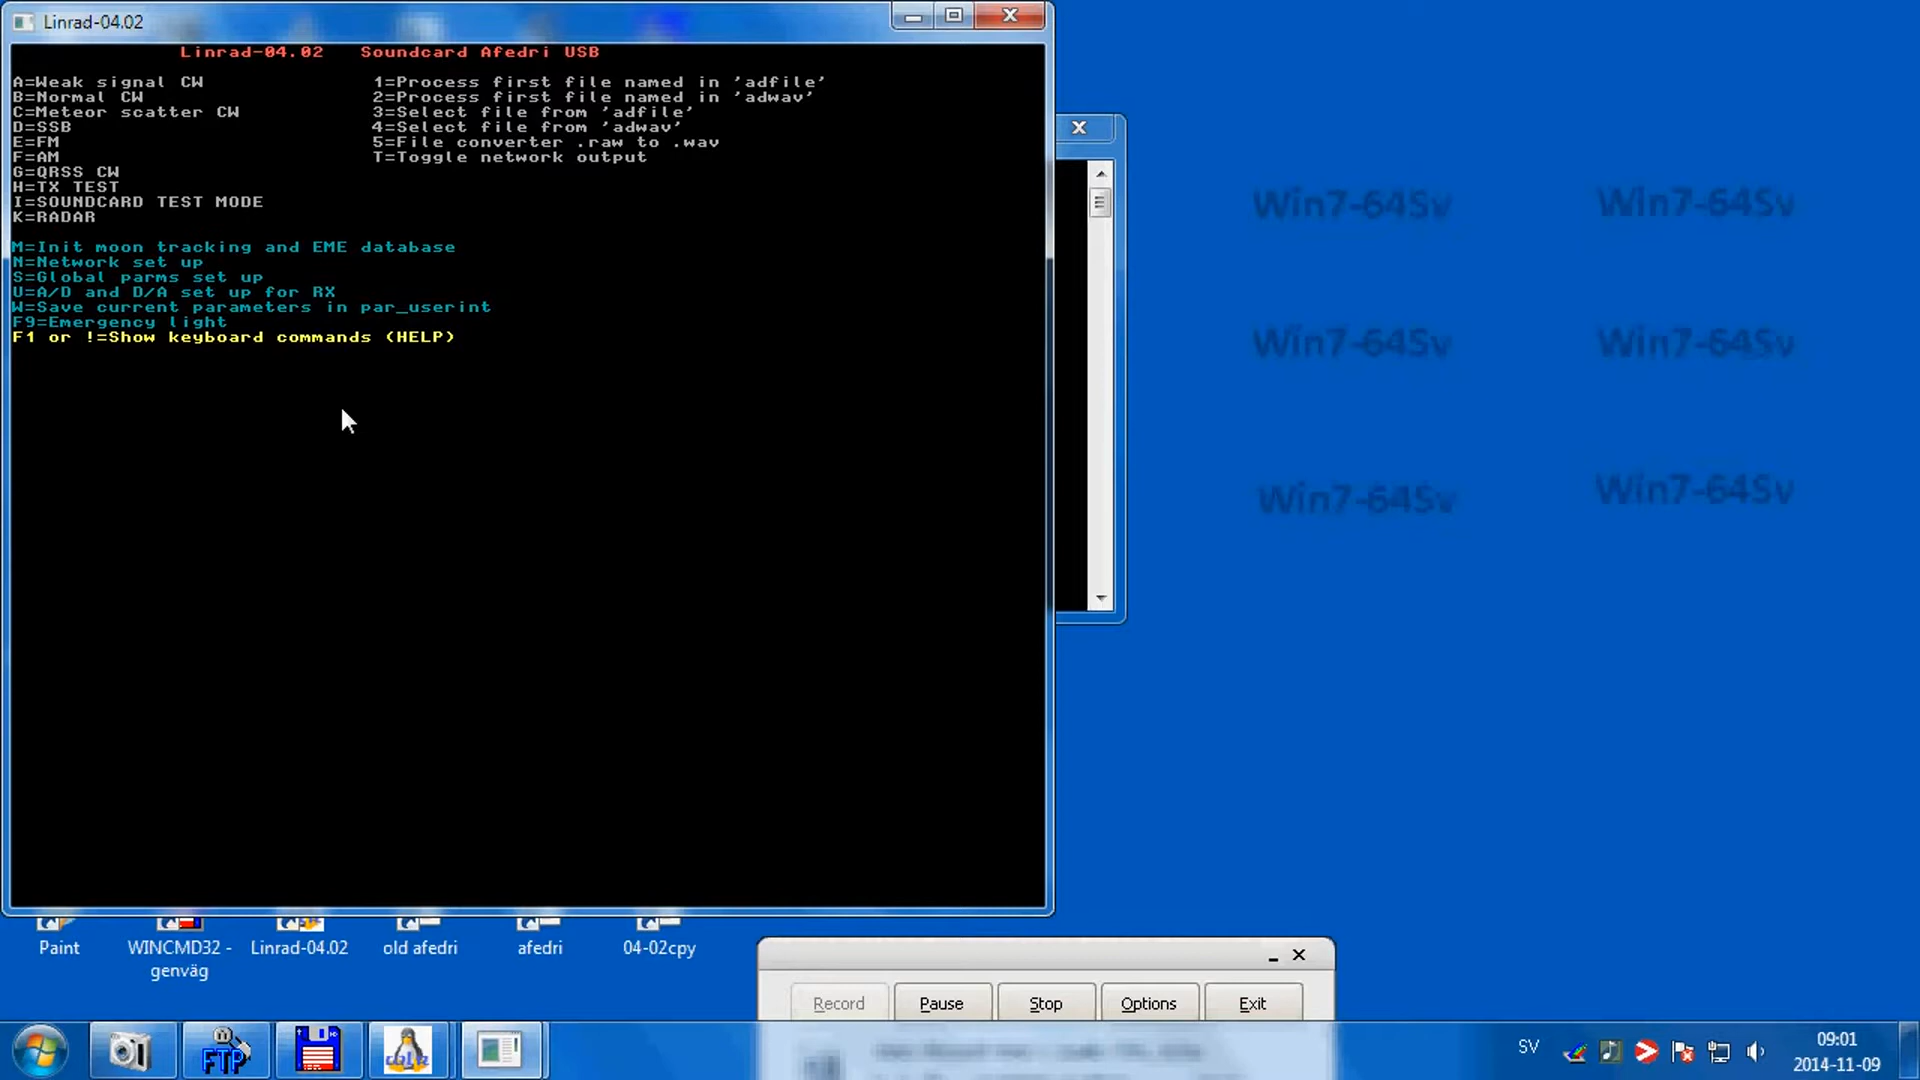 Linrad-04.02
Linrad-04.02   Soundcard Afedri USB
A=Weak signal CW   1=Process first file named in 'adfile'
B=Normal CW   2=Process first file named in 'adwav'
C=Meteor scatter CW   3=Select file from 'adfile'
D=SSB   4=Select file from 'adwav'
E=FM   5=File converter .raw to .wav
F=AM   T=Toggle network output
G=QRSS CW
H=TX TEST
I=SOUNDCARD TEST MODE
K=RADAR
M=Init moon tracking and EME database
N=Network set up
S=Global parms set up
U=A/D and D/A set up for RX
W=Save current parameters in par_userint
F9=Emergency light
F1 or !=Show keyboard commands (HELP)
Win7-64Sv   Win7-64Sv
Win7-64Sv   Win7-64Sv
Win7-64Sv   Win7-64Sv
Paint   WINCMD32 -   Linrad-04.02   old afedri   afedri   04-02cpy
genväg
Record   Pause   Stop   Options   Exit
FTP
SV
09:01
2014-11-09